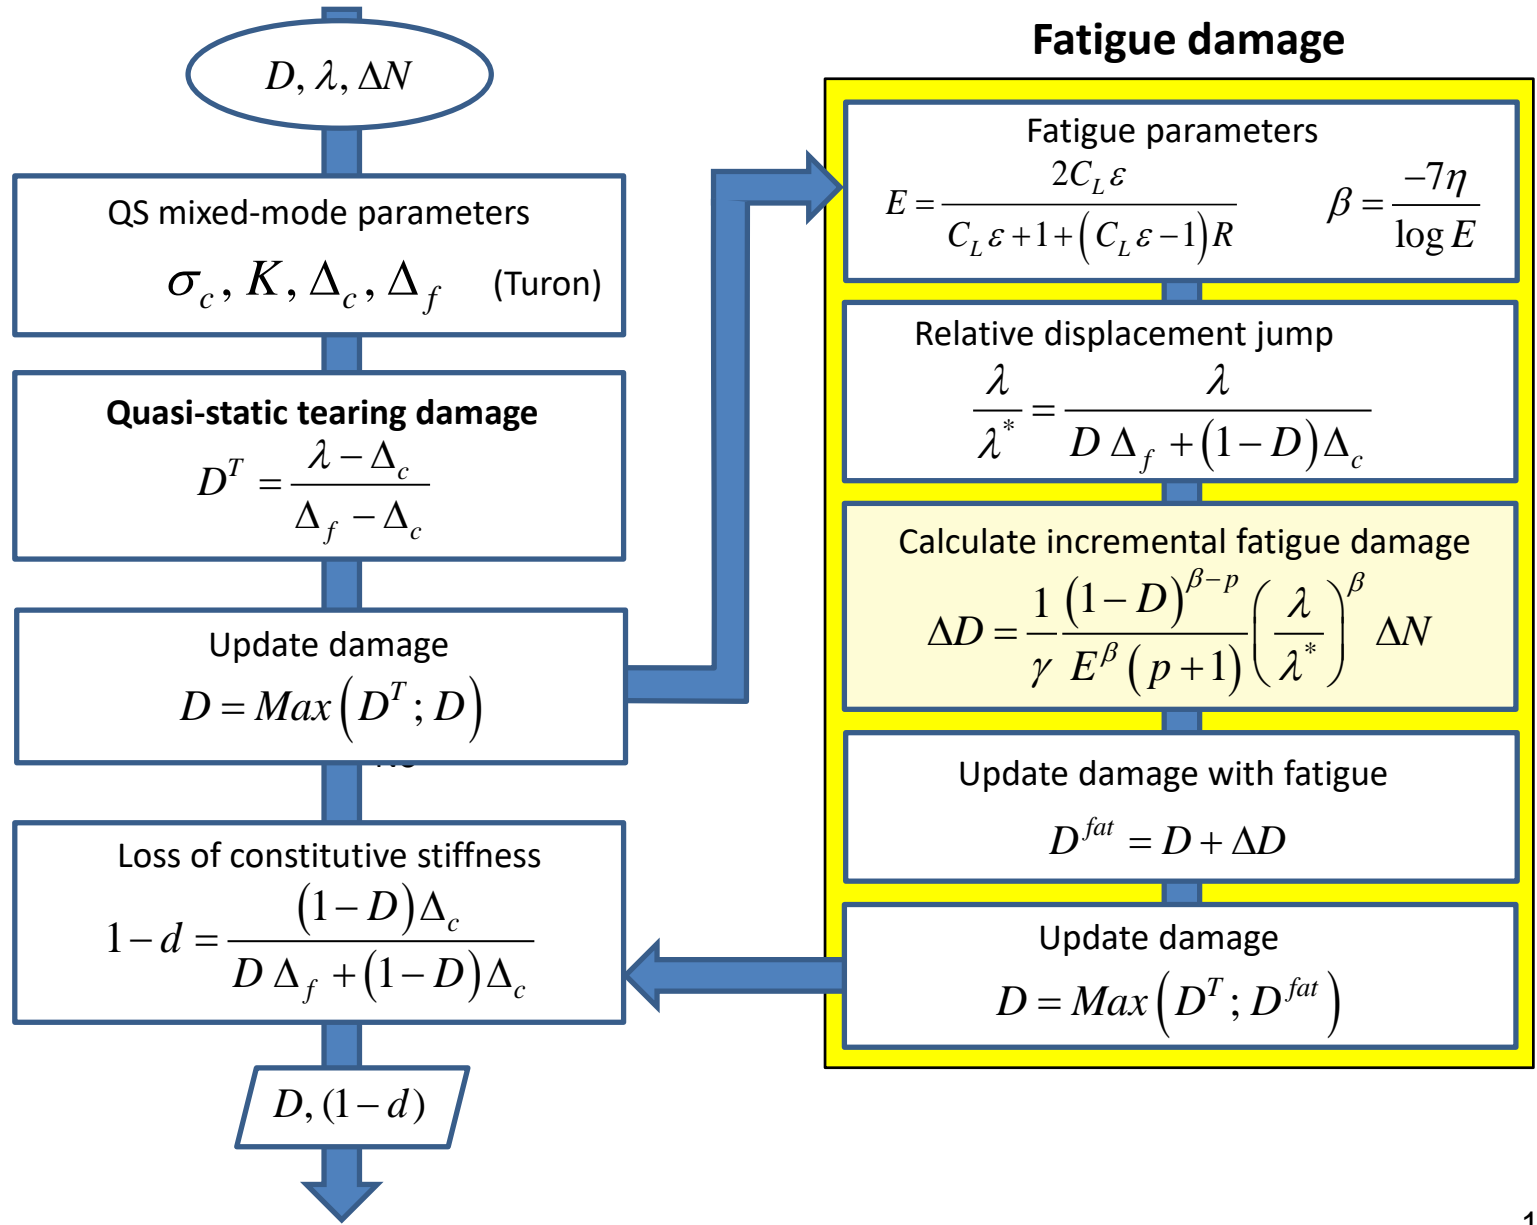 D, λ, ΔN
QS mixed-mode parameters
σ_c, K, Δ_c, Δ_f (Turon)
Quasi-static tearing damage
D^T = (λ − Δ_c) / (Δ_f − Δ_c)
Update damage
D = Max(D^T; D)
Loss of constitutive stiffness
1 − d = (1 − D)Δ_c / (D Δ_f + (1 − D)Δ_c)
D, (1 − d)
Fatigue damage
Fatigue parameters
E = 2C_L ε / (C_L ε + 1 + (C_L ε − 1)R) β = −7η / log E
Relative displacement jump
λ / λ^* = λ / (D Δ_f + (1 − D)Δ_c)
Calculate incremental fatigue damage
ΔD = (1 / γ) ((1 − D)^{β−p} / (E^β (p + 1))) (λ / λ^*)^β ΔN
Update damage with fatigue
D^{fat} = D + ΔD
Update damage
D = Max(D^T; D^{fat})
1